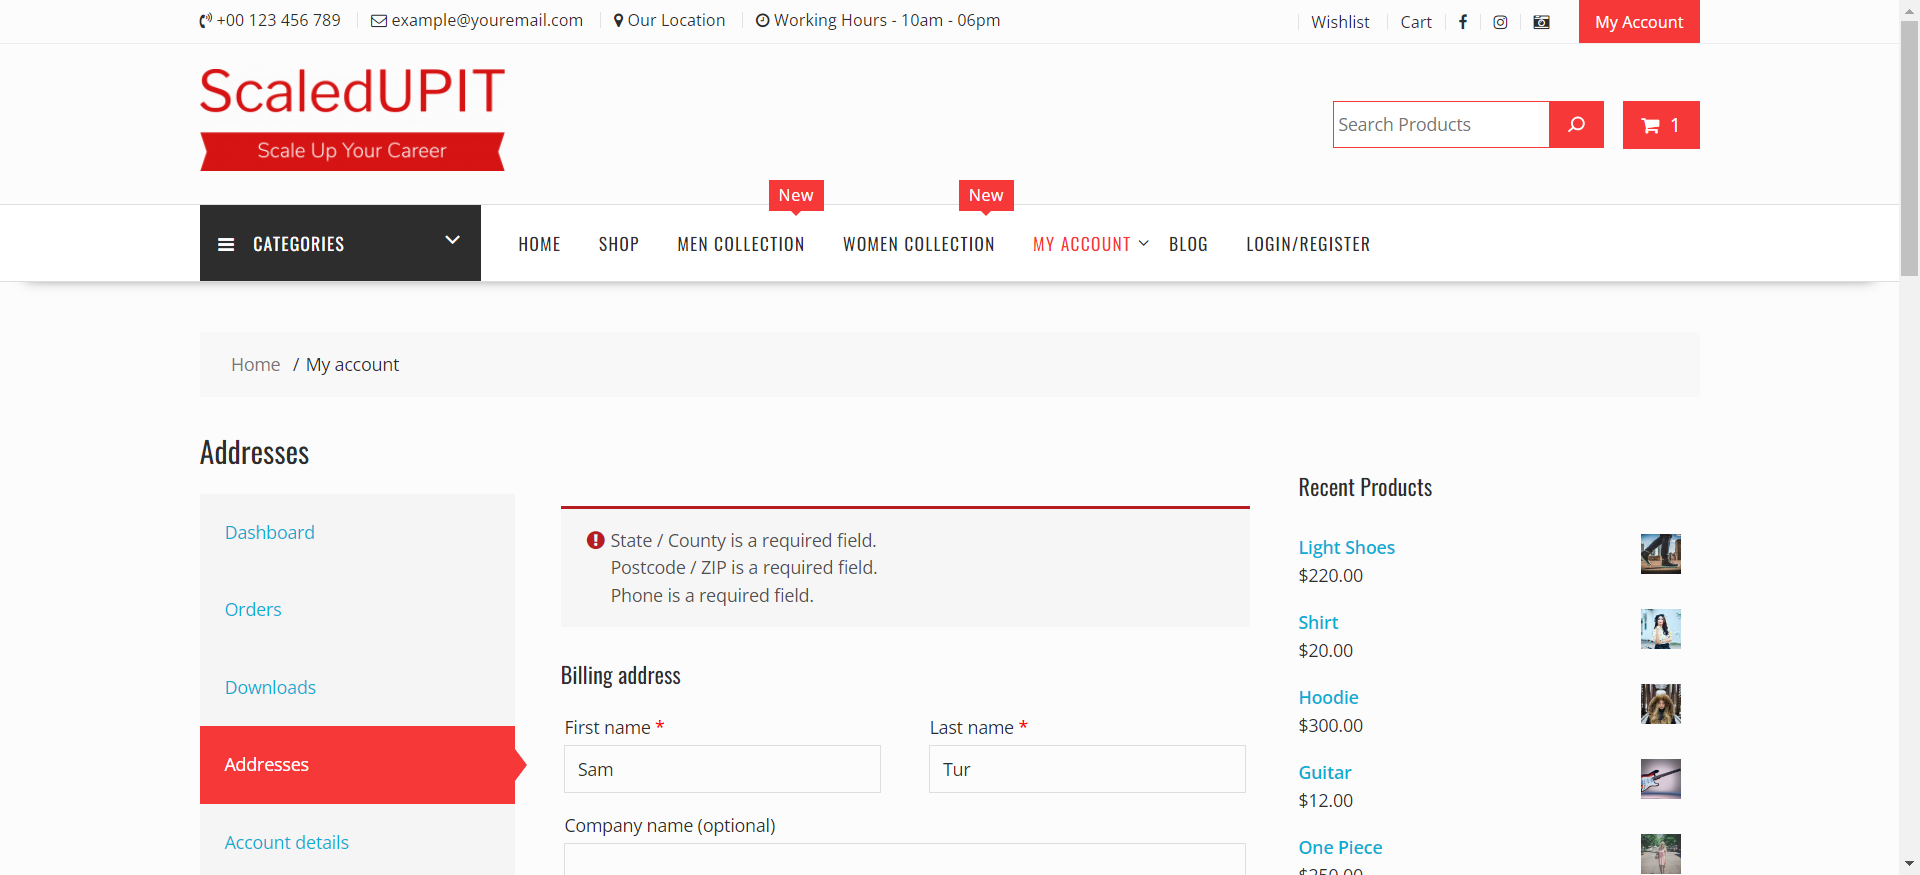 +00 123 456 789 example@youremail.com Our Location Working Hours - 10am - 06pm Wishlist Cart My Account
ScaledUPIT
Scale Up Your Career
Search Products 1
New New
CATEGORIES HOME SHOP MEN COLLECTION WOMEN COLLECTION MY ACCOUNT BLOG LOGIN/REGISTER
Home / My account
Addresses
Dashboard
Orders
Downloads
Addresses
Account details
State / County is a required field.
Postcode / ZIP is a required field.
Phone is a required field.
Billing address
First name * Last name *
Sam Tur
Company name (optional)
Recent Products
Light Shoes
$220.00
Shirt
$20.00
Hoodie
$300.00
Guitar
$12.00
One Piece